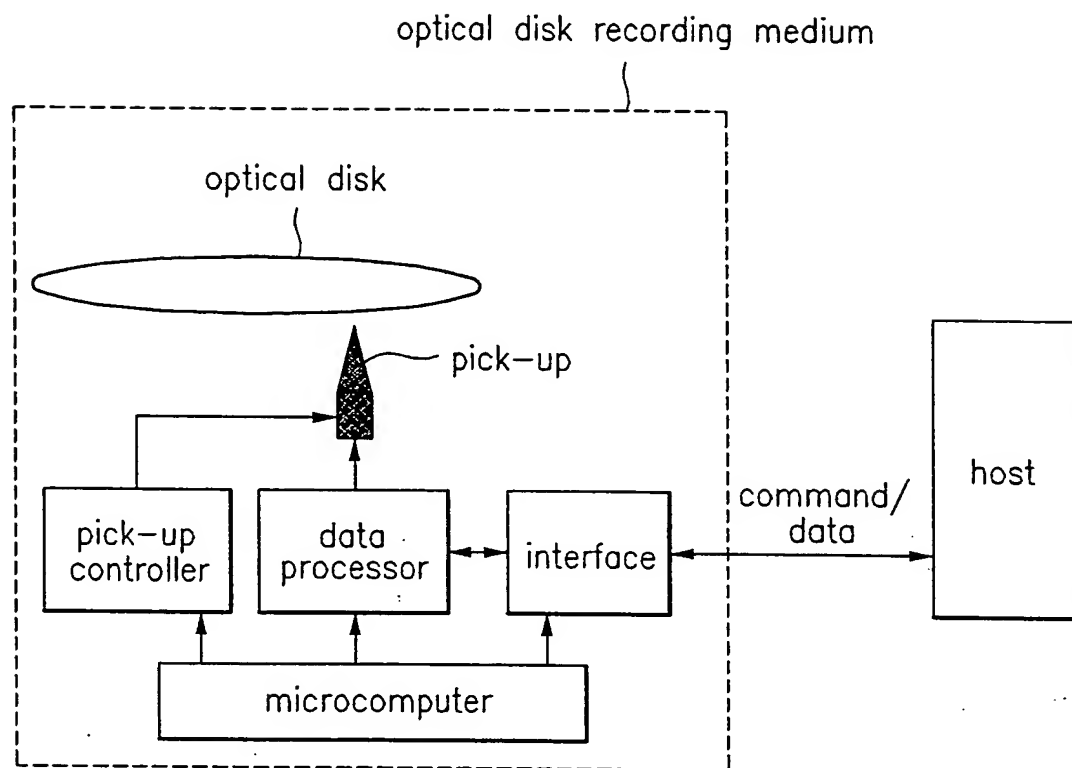 optical disk recording medium
optical disk
pick-up
pick-up
controller
data
processor
interface
command/
data
host
microcomputer